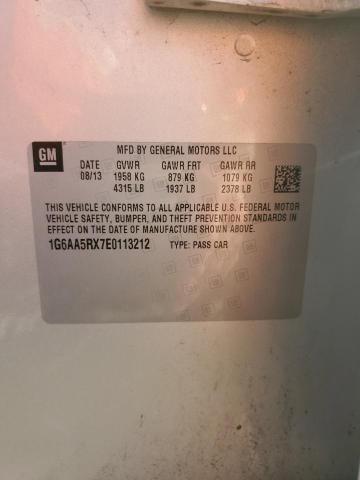 GM
MFD BY GENERAL MOTORS LLC
DATE GVWR GAWR FRT GAWR RR
08/13 1958 KG 879 KG 1079 KG
4315 LB 1937 LB 2378 LB
THIS VEHICLE CONFORMS TO ALL APPLICABLE U.S. FEDERAL MOTOR
VEHICLE SAFETY, BUMPER, AND THEFT PREVENTION STANDARDS IN
EFFECT ON THE DATE OF MANUFACTURE SHOWN ABOVE.
1G6AA5RX7E0113212 TYPE: PASS CAR